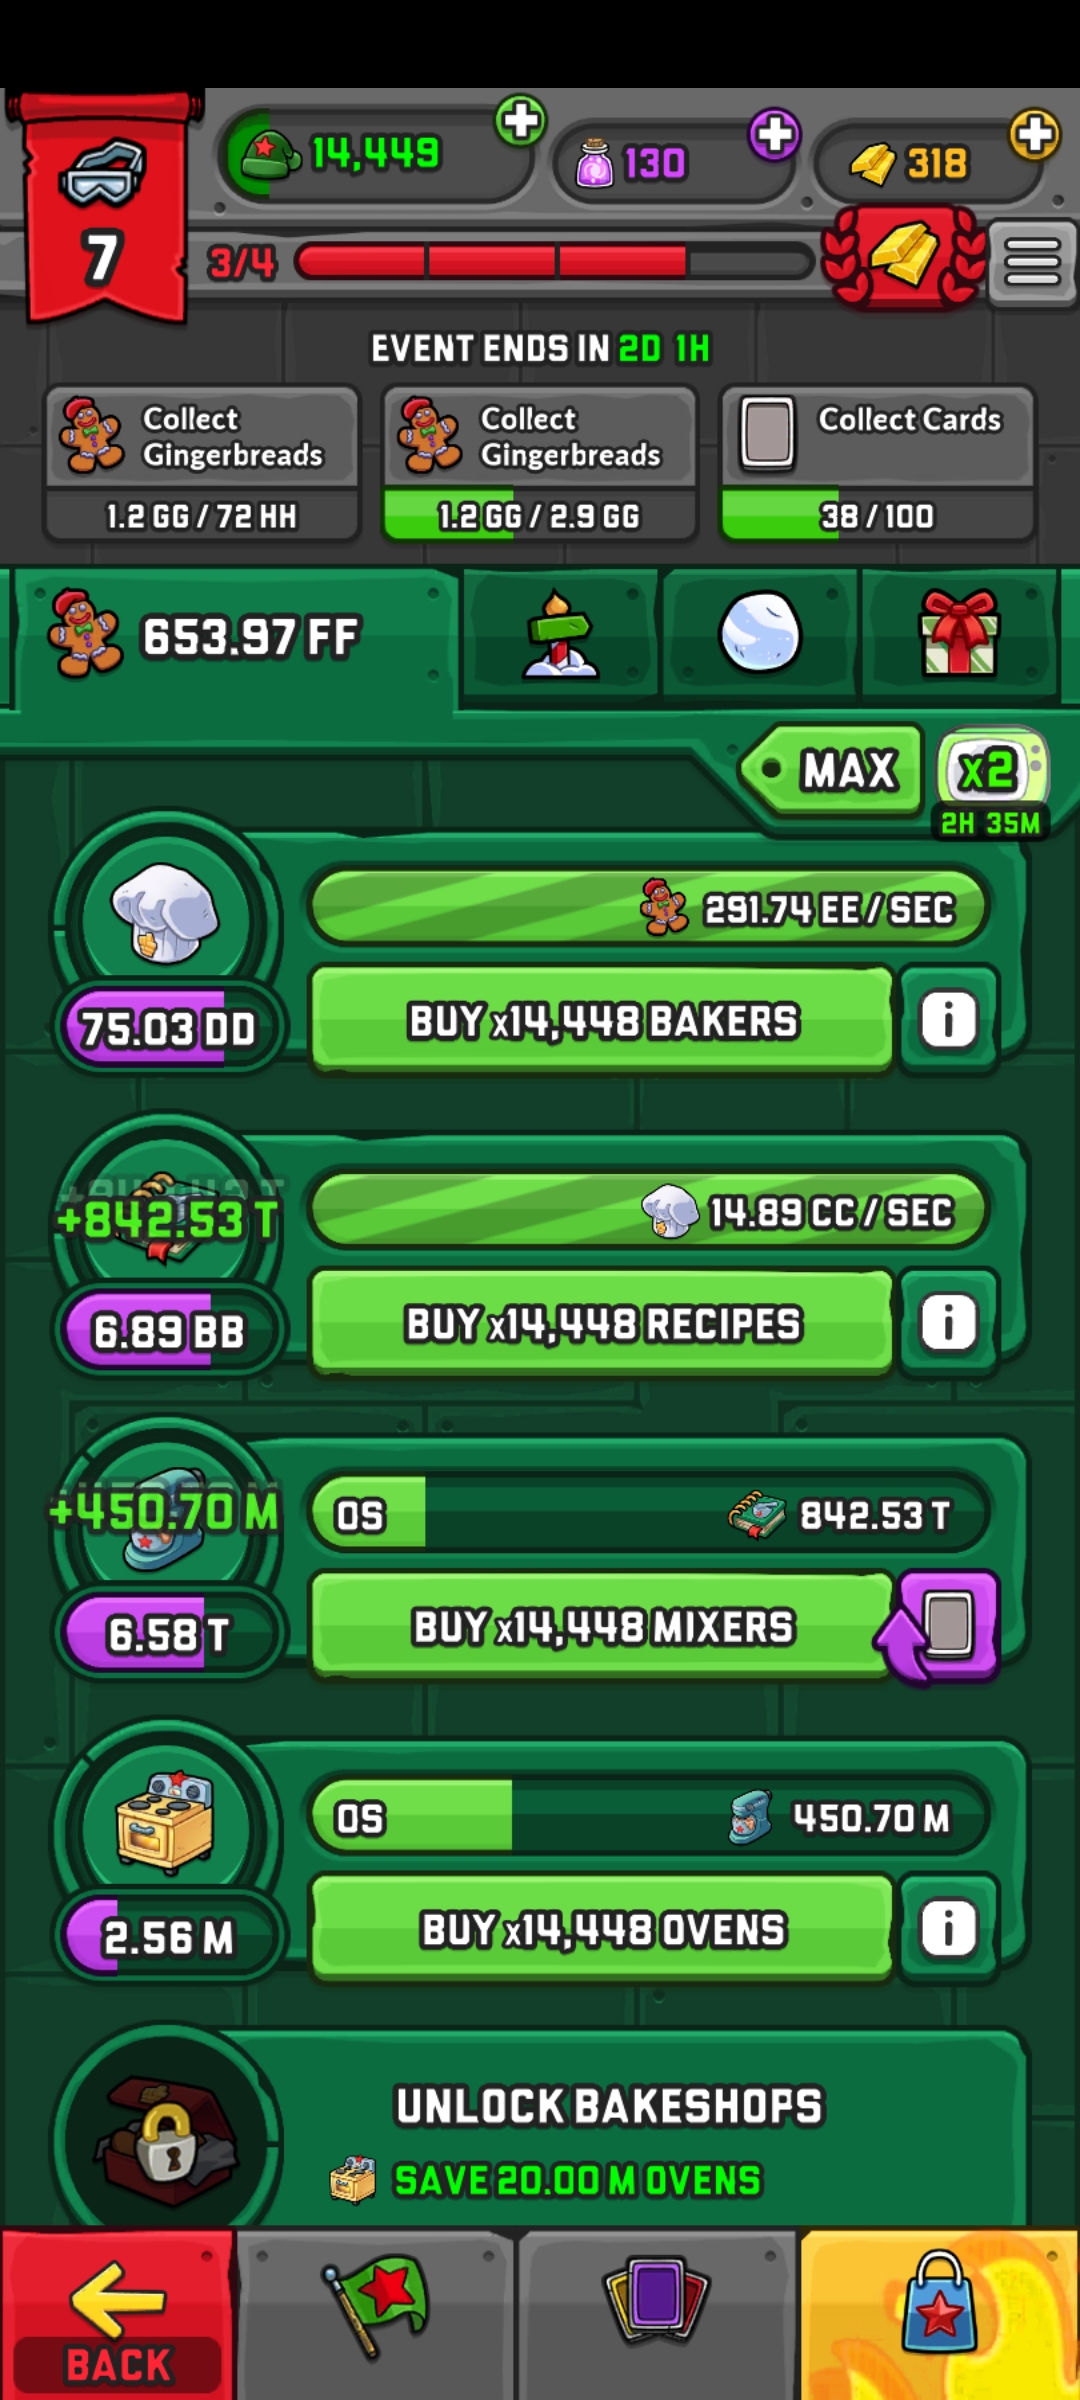 14,449
130
318
7
3/4
EVENT ENDS IN 2D 1H
Collect
Gingerbreads
1.2 GG / 72 HH
Collect
Gingerbreads
1.2 GG / 2.9 GG
Collect Cards
38 / 100
653.97 FF
MAX
x2
2H 35M
291.74 EE / SEC
75.03 DD
BUY x14,448 BAKERS
+842.53 T
14.89 CC / SEC
6.89 BB
BUY x14,448 RECIPES
+450.70 M
0S
842.53 T
6.58 T
BUY x14,448 MIXERS
0S
450.70 M
2.56 M
BUY x14,448 OVENS
UNLOCK BAKESHOPS
SAVE 20.00 M OVENS
BACK